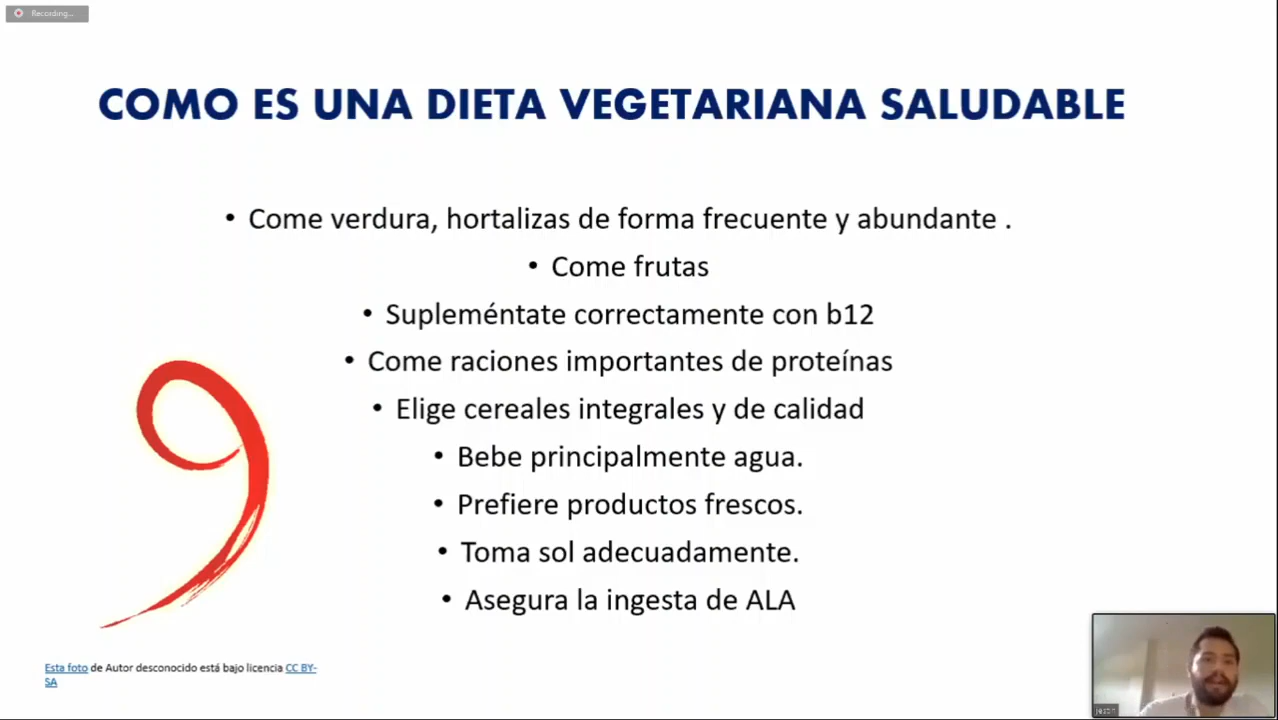 Recording...
COMO ES UNA DIETA VEGETARIANA SALUDABLE
• Come verdura, hortalizas de forma frecuente y abundante .
• Come frutas
• Supleméntate correctamente con b12
• Come raciones importantes de proteínas
• Elige cereales integrales y de calidad
• Bebe principalmente agua.
• Prefiere productos frescos.
• Toma sol adecuadamente.
• Asegura la ingesta de ALA
Esta foto de Autor desconocido está bajo licencia CC BY-
SA